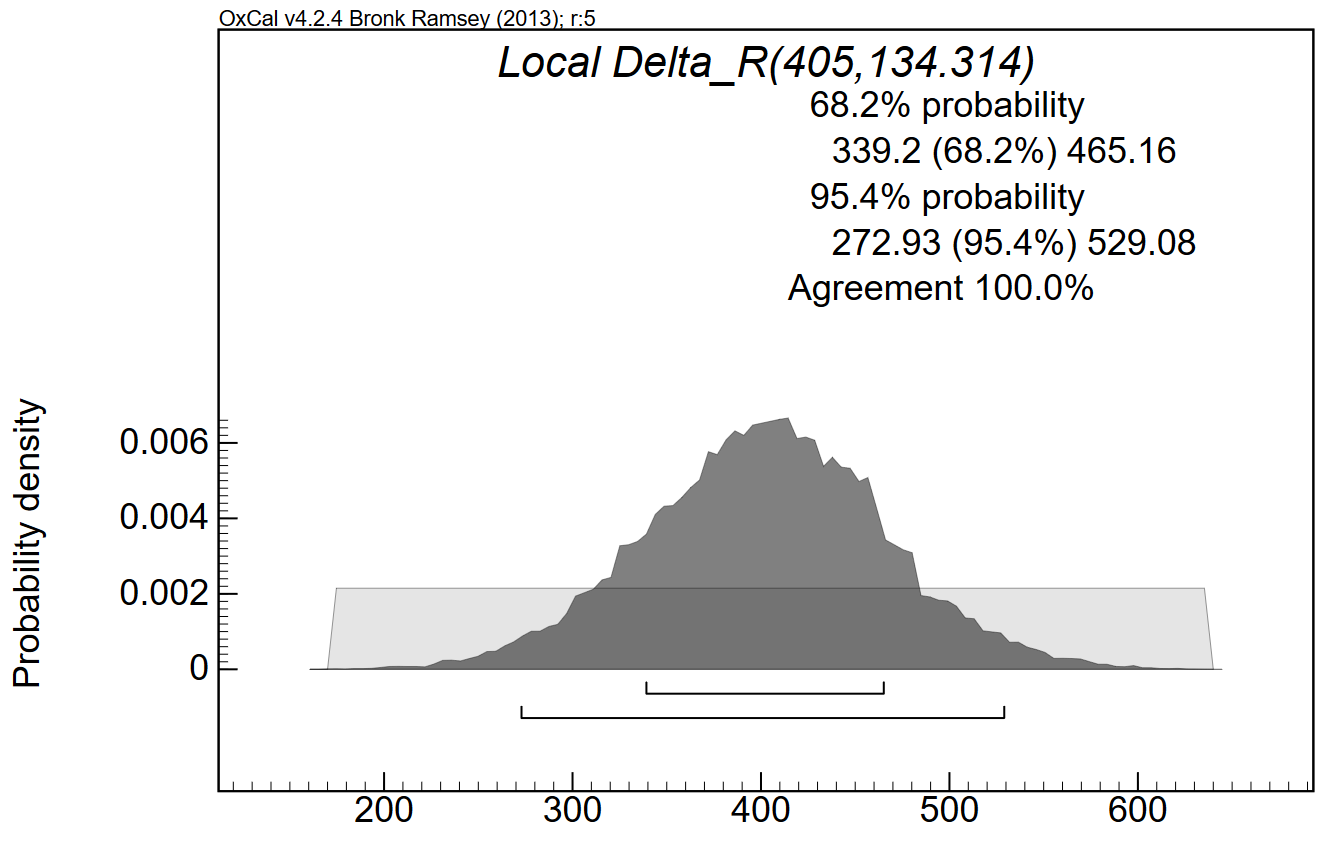 OxCal v4.2.4 Bronk Ramsey (2013); r:5
Local Delta_R(405,134.314)
68.2% probability
339.2 (68.2%) 465.16
95.4% probability
272.93 (95.4%) 529.08
Agreement 100.0%
Probability density
0.006
0.004
0.002
0
200 300 400 500 600